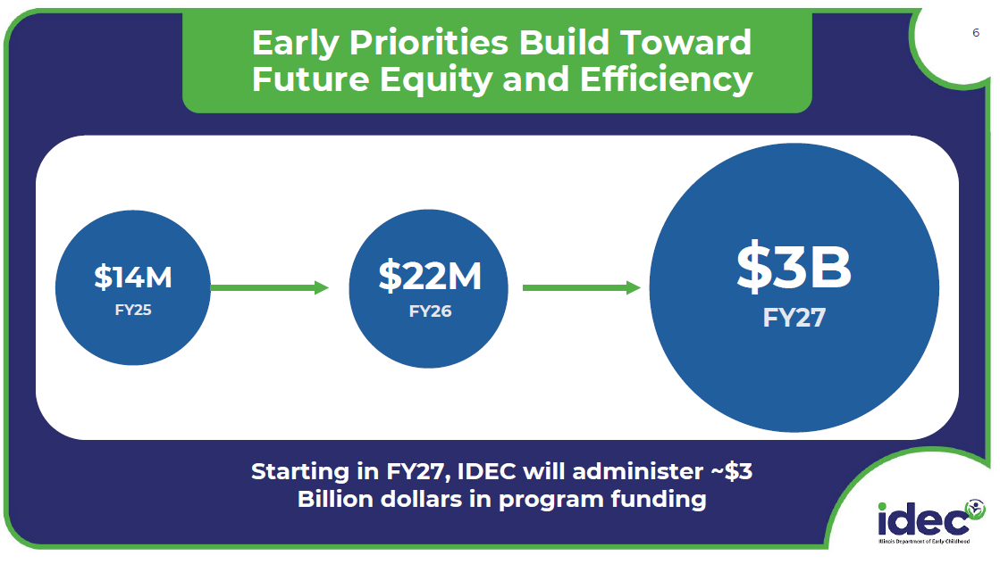 6
Early Priorities Build Toward
Future Equity and Efficiency
$14M
FY25
$22M
FY26
$3B
FY27
Starting in FY27, IDEC will administer ~$3
Billion dollars in program funding
idec
Illinois Department of Early Childhood